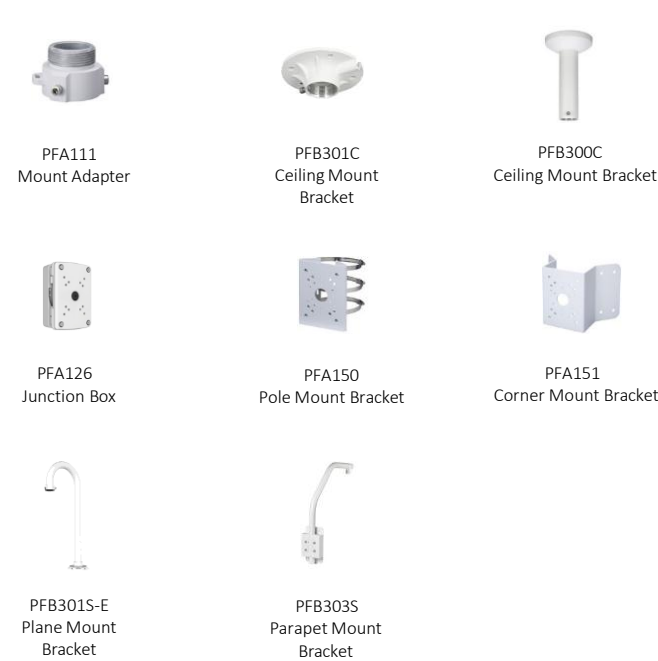 PFA111
Mount Adapter
PFB301C
Ceiling Mount
Bracket
PFB300C
Ceiling Mount Bracket
PFA126
Junction Box
PFA150
Pole Mount Bracket
PFA151
Corner Mount Bracket
PFB301S-E
Plane Mount
Bracket
PFB303S
Parapet Mount
Bracket